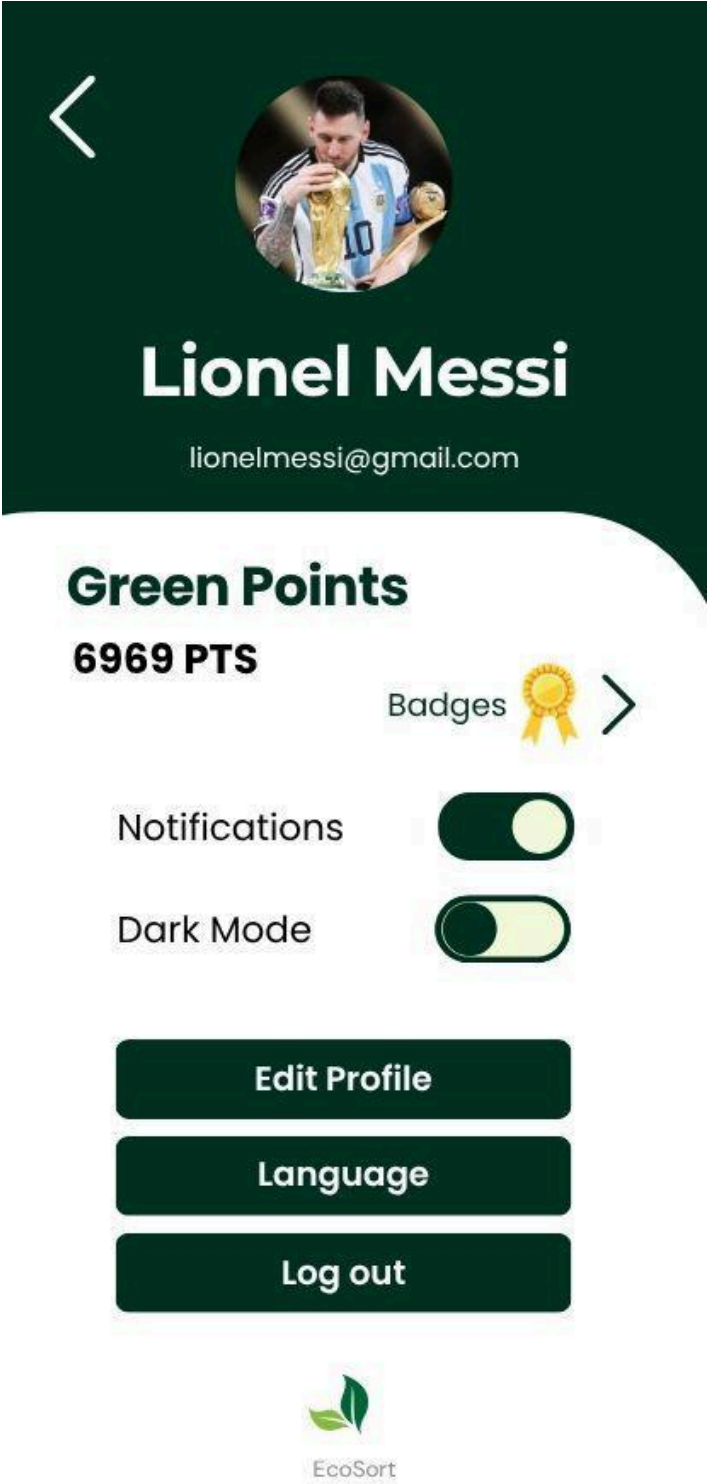 10
Lionel Messi
lionelmessi@gmail.com
Green Points
6969 PTS
Badges
Notifications
Dark Mode
Edit Profile
Language
Log out
EcoSort